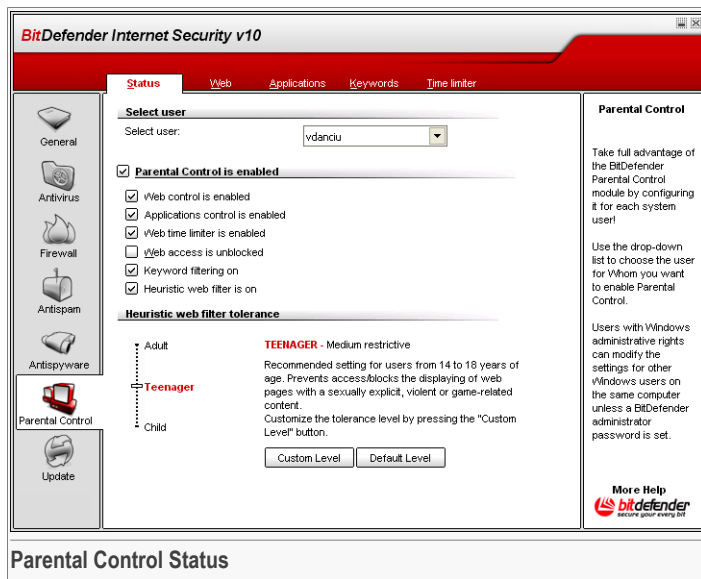 BitDefender Internet Security v10
Status Web Applications Keywords Time limiter
General
Antivirus
Firewall
Antispam
Antispyware
Parental Control
Update
Select user
Select user:
vdanciu
Parental Control is enabled
Web control is enabled
Applications control is enabled
Web time limiter is enabled
Web access is unblocked
Keyword filtering on
Heuristic web filter is on
Heuristic web filter tolerance
Adult
Teenager
Child
TEENAGER - Medium restrictive
Recommended setting for users from 14 to 18 years of
age. Prevents access/blocks the displaying of web
pages with a sexually explicit, violent or game-related
content.
Customize the tolerance level by pressing the "Custom
Level" button.
Custom Level Default Level
Parental Control
Take full advantage of
the BitDefender
Parental Control
module by configuring
it for each system
user!
Use the drop-down
list to choose the user
for Whom you want
to enable Parental
Control.
Users with Windows
administrative rights
can modify the
settings for other
Windows users on
the same computer
unless a BitDefender
administrator
password is set.
More Help
bitdefender
secure your every bit
Parental Control Status